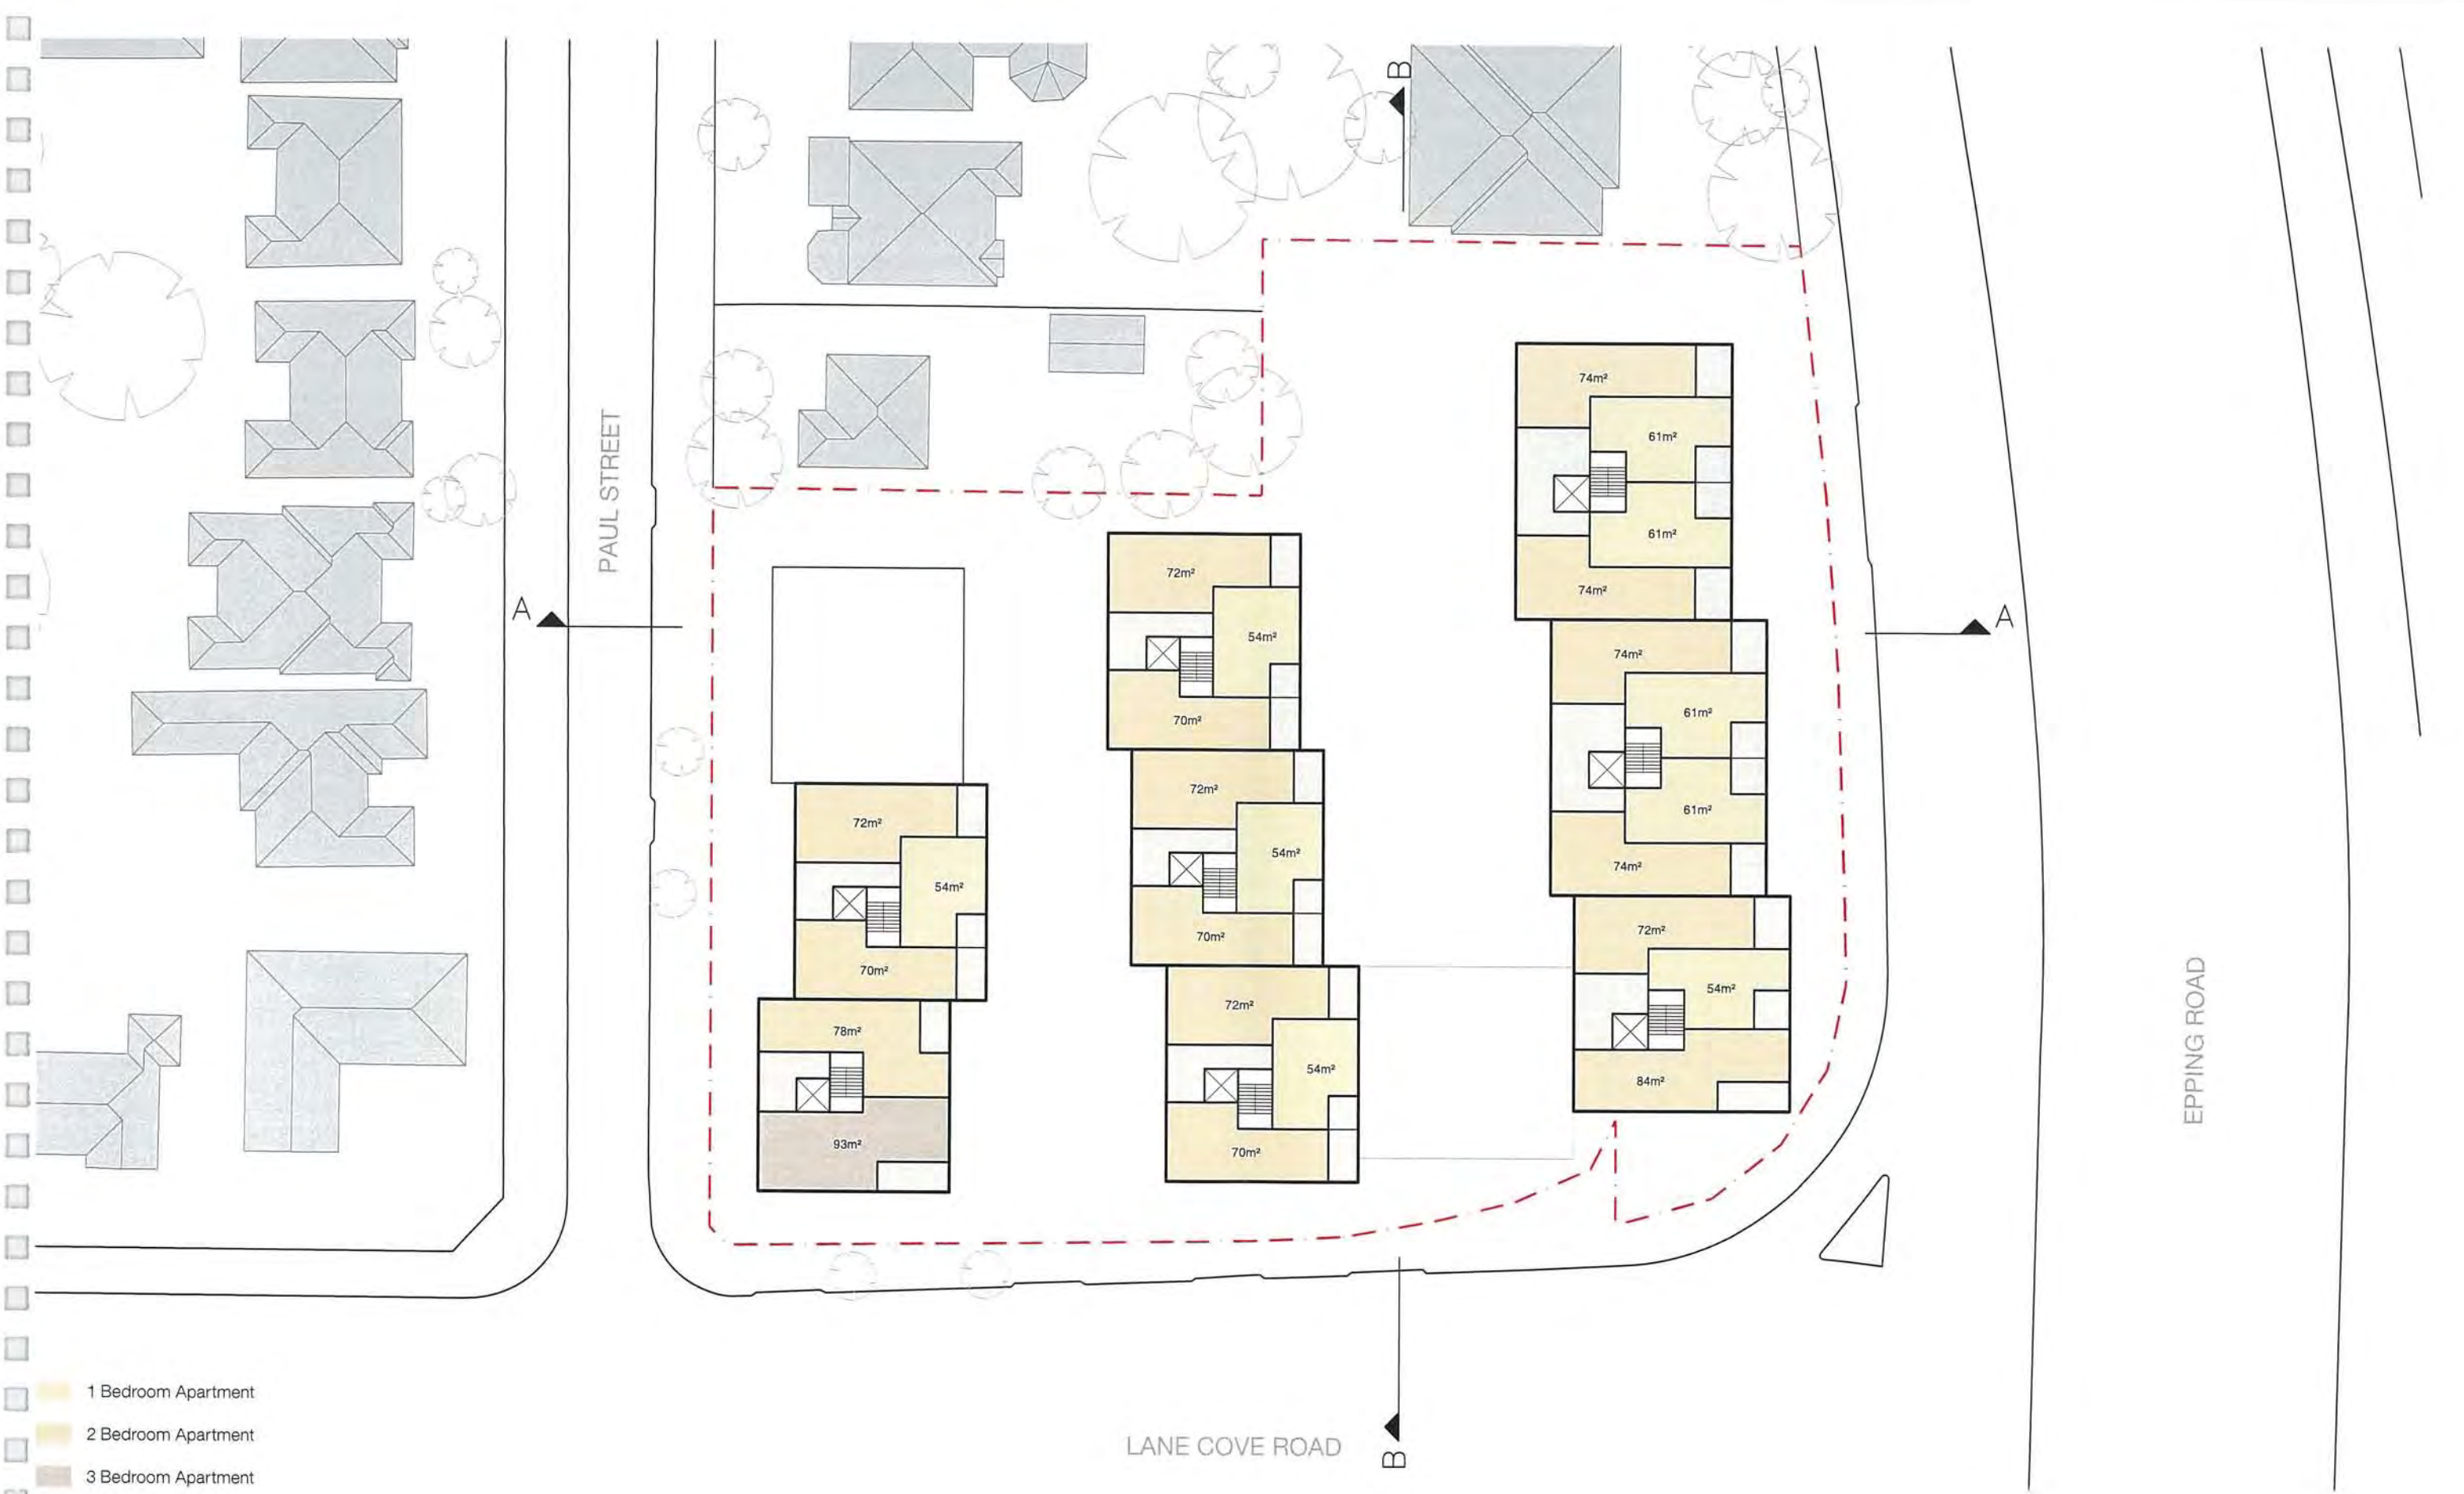 B
PAUL STREET
A
A
74m²
61m²
61m²
74m²
74m²
61m²
61m²
74m²
72m²
54m²
84m²
72m²
54m²
70m²
72m²
54m²
70m²
72m²
54m²
70m²
72m²
54m²
70m²
78m²
93m²
EPPING ROAD
LANE COVE ROAD
B
1 Bedroom Apartment
2 Bedroom Apartment
3 Bedroom Apartment